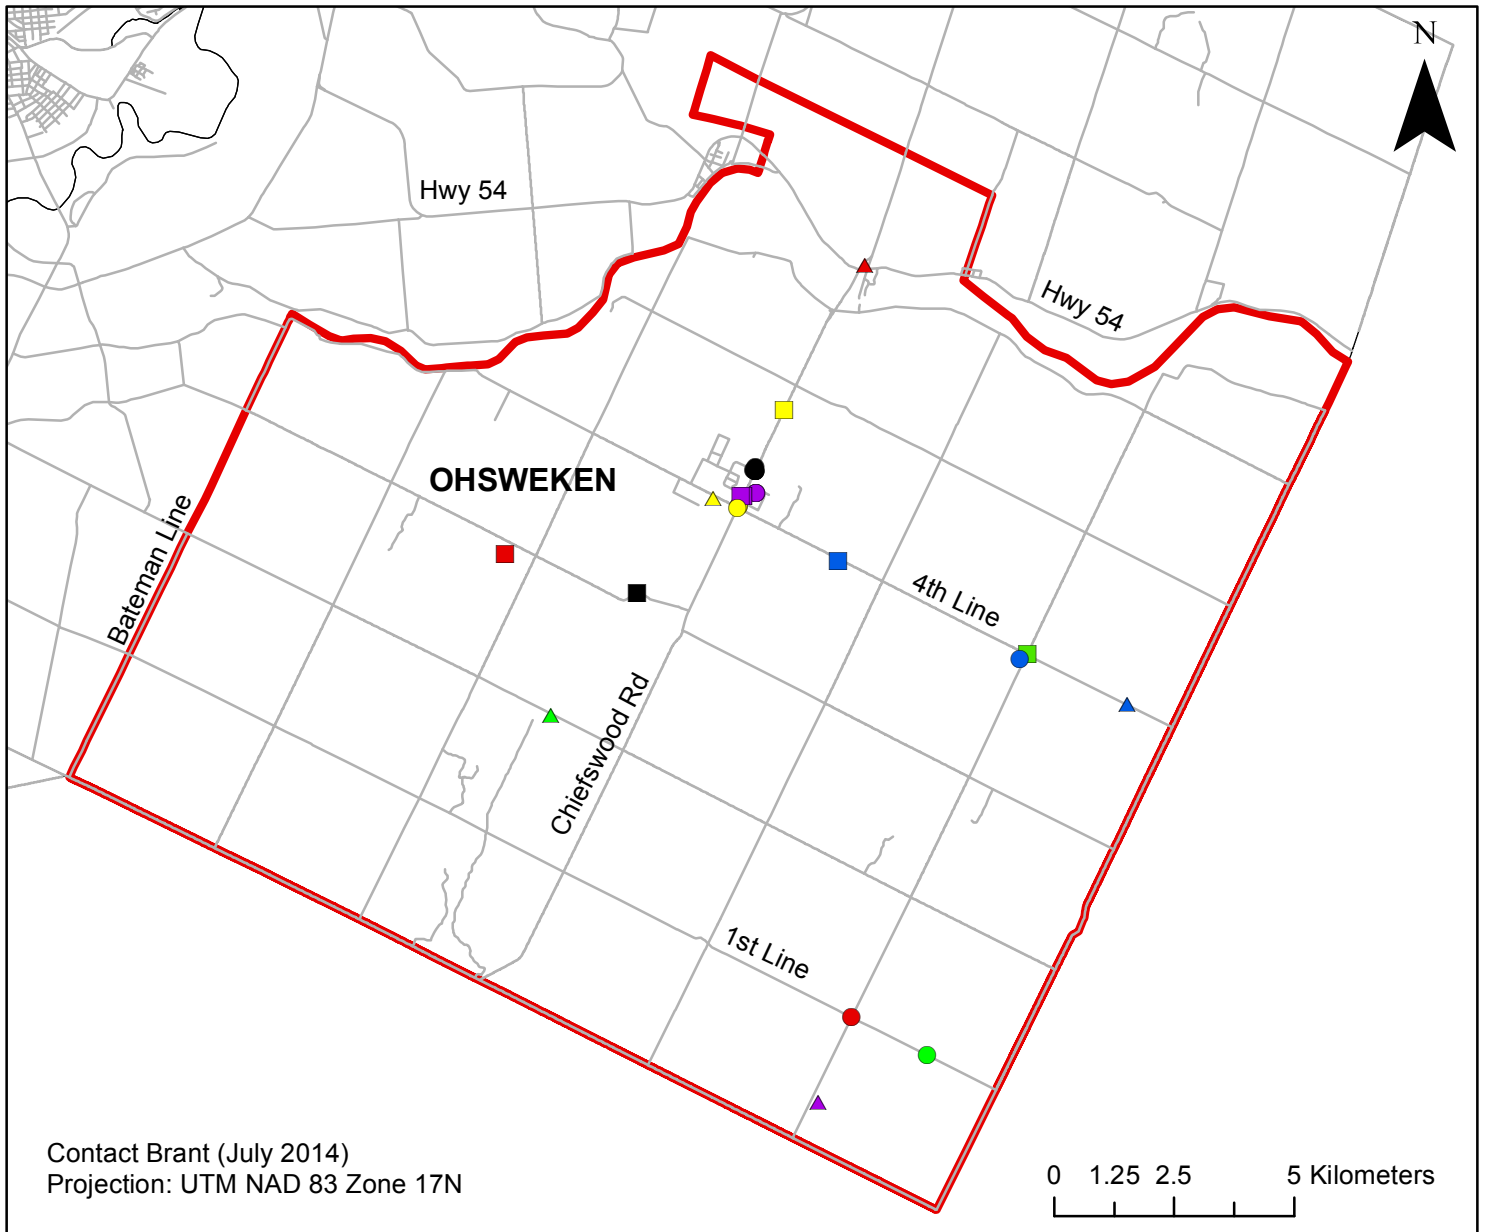 N
Hwy 54
Hwy 54
OHSWEKEN
Bateman Line
4th Line
Chiefswood Rd
1st Line
Contact Brant (July 2014)
Projection: UTM NAD 83 Zone 17N
0 1.25 2.5 5 Kilometers